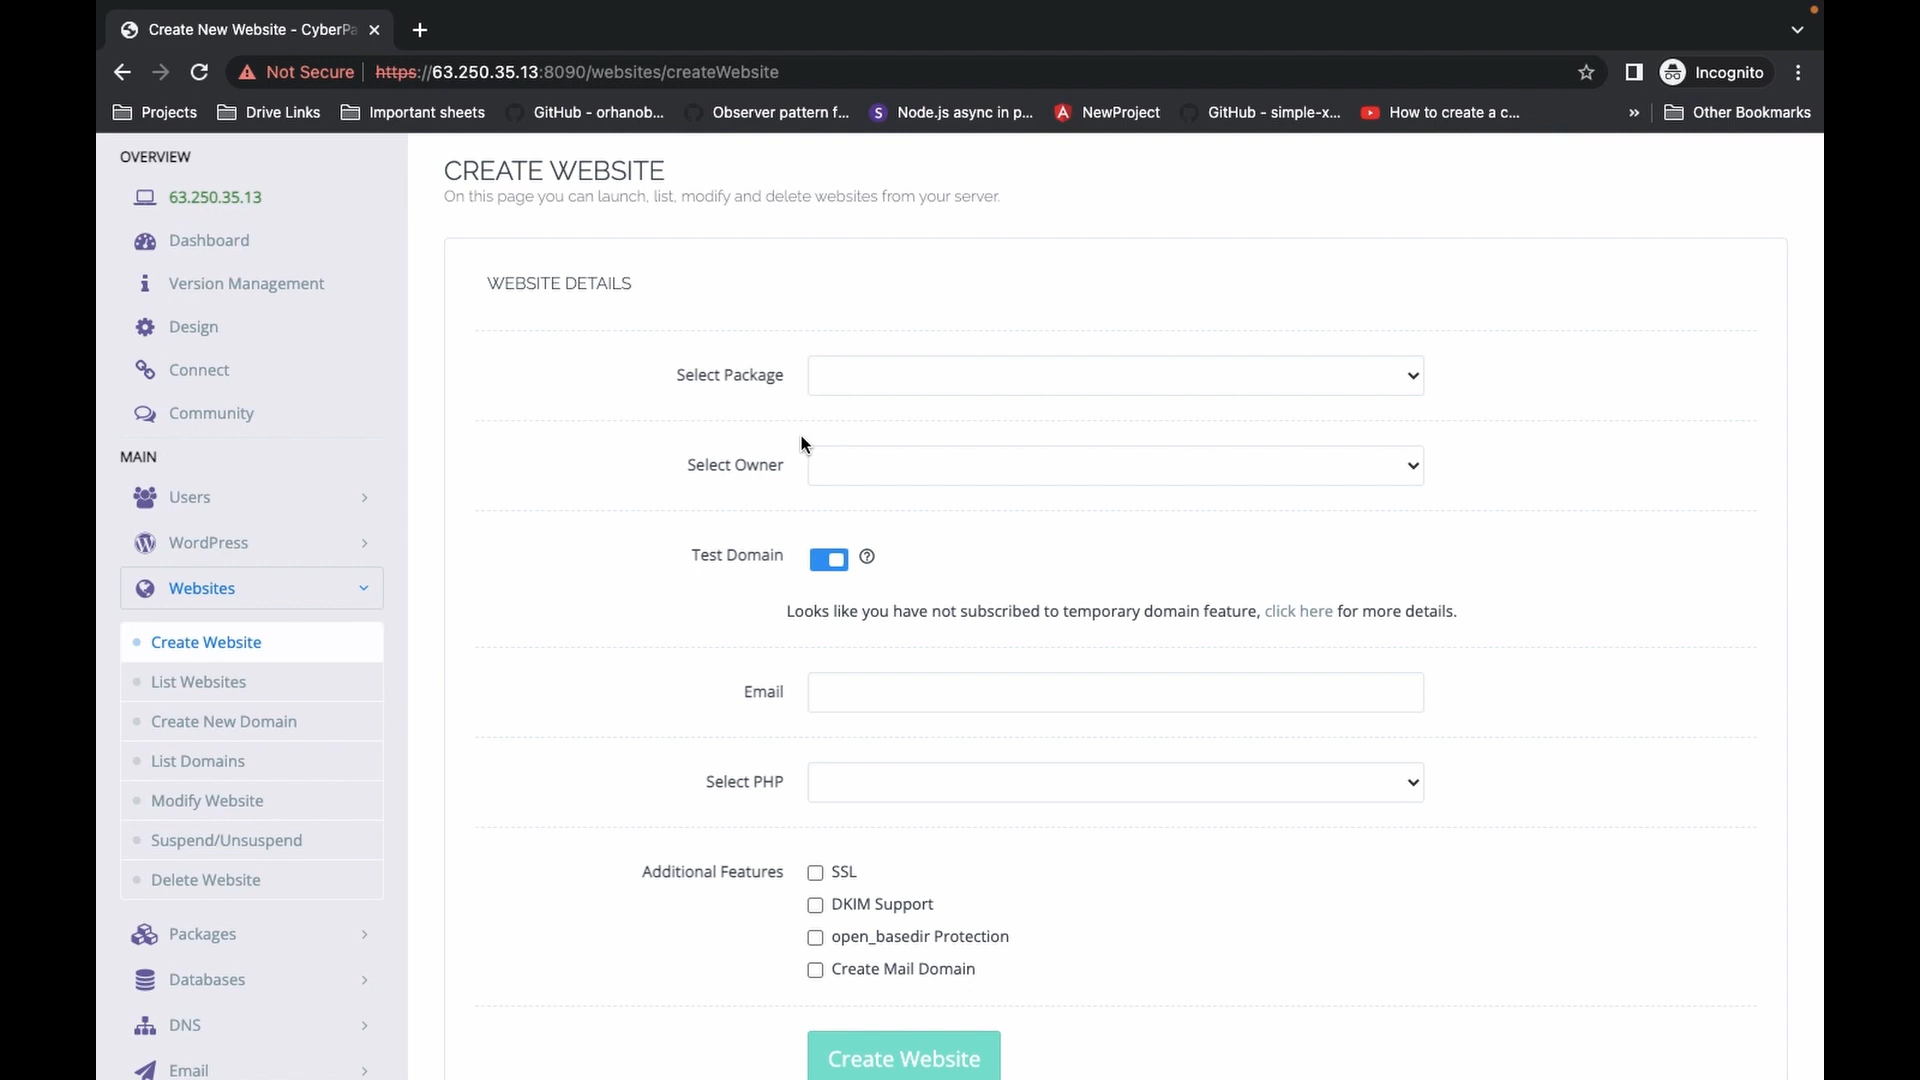 Create New Website - CyberPa
Not Secure https://63.250.35.13:8090/websites/createWebsite Incognito
Projects Drive Links Important sheets GitHub - orhanob... Observer pattern f... S Node.js async in p... NewProject GitHub - simple-x... How to create a c... » Other Bookmarks
OVERVIEW
63.250.35.13
Dashboard
Version Management
Design
Connect
Community
MAIN
Users
WordPress
Websites
Create Website
List Websites
Create New Domain
List Domains
Modify Website
Suspend/Unsuspend
Delete Website
Packages
Databases
DNS
Email
CREATE WEBSITE
On this page you can launch, list, modify and delete websites from your server.
WEBSITE DETAILS
Select Package
Select Owner
Test Domain
Looks like you have not subscribed to temporary domain feature, click here for more details.
Email
Select PHP
Additional Features
SSL
DKIM Support
open_basedir Protection
Create Mail Domain
Create Website